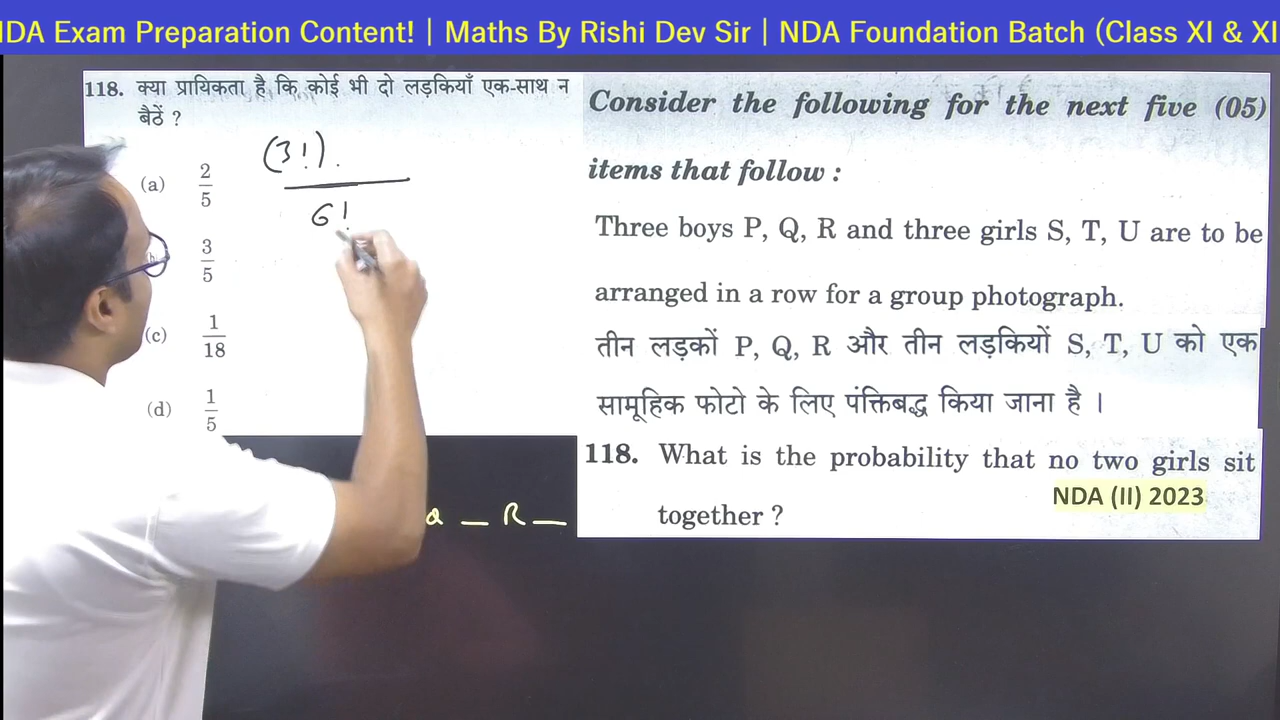 NDA Exam Preparation Content! | Maths By Rishi Dev Sir | NDA Foundation Batch (Class XI & XI
118. क्या प्रायिकता है कि कोई भी दो लड़कियाँ एक-साथ न
बैठें ?
(a) 2/5
3/5
(c) 1/18
(d) 1/5
(3!).
6!
Q _ R _
Consider the following for the next five (05)
items that follow :
Three boys P, Q, R and three girls S, T, U are to be
arranged in a row for a group photograph.
तीन लड़कों P, Q, R और तीन लड़कियों S, T, U को एक
सामूहिक फोटो के लिए पंक्तिबद्ध किया जाना है ।
118. What is the probability that no two girls sit
together ?
NDA (II) 2023